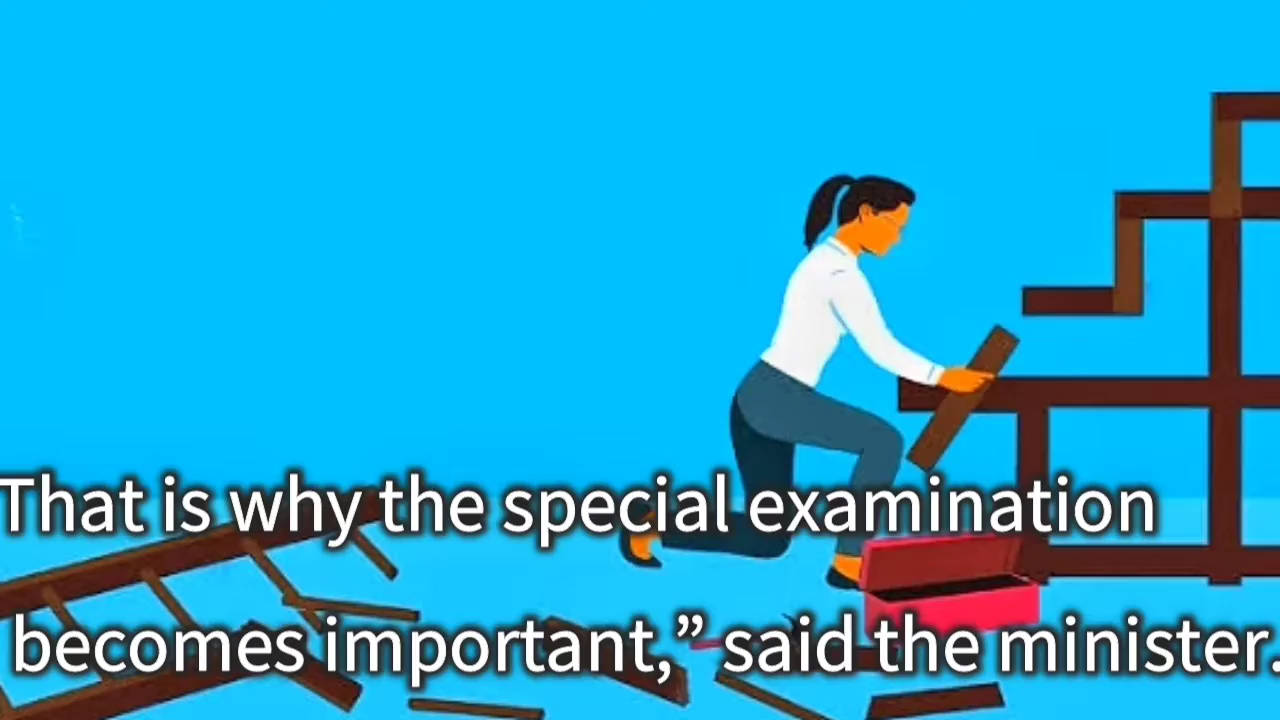 That is why the special examination
becomes important,” said the minister.